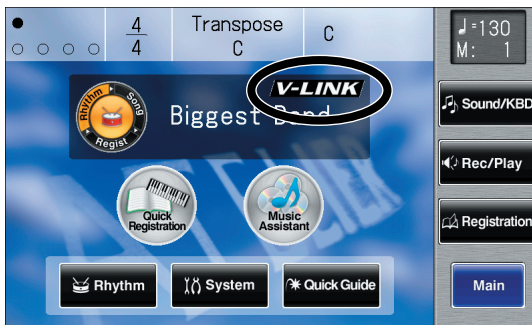 4
4
Transpose
C
C
♩=130
M: 1
V-LINK
Rhythm
Song
Regist
Biggest Band
Sound/KBD
Rec/Play
Quick
Registration
Music
Assistant
Registration
Rhythm
System
Quick Guide
Main